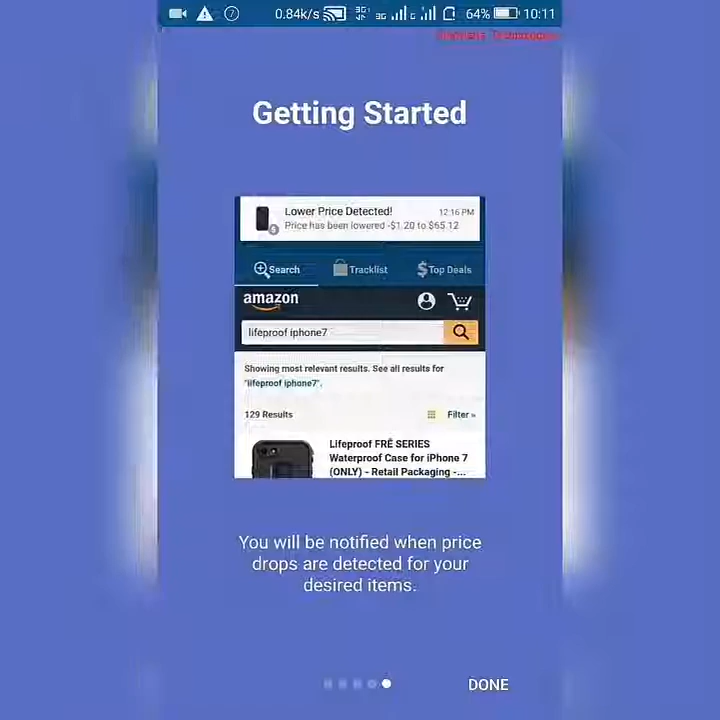 0.84k/s 64% 10:11
Getting Started
Lower Price Detected! 12:16 PM
Price has been lowered -$1.20 to $65.12
Search Tracklist $Top Deals
amazon
lifeproof iphone7
Showing most relevant results. See all results for
"lifeproof iphone7".
129 Results Filter »
Lifeproof FRĒ SERIES
Waterproof Case for iPhone 7
(ONLY) - Retail Packaging -...
You will be notified when price
drops are detected for your
desired items.
DONE